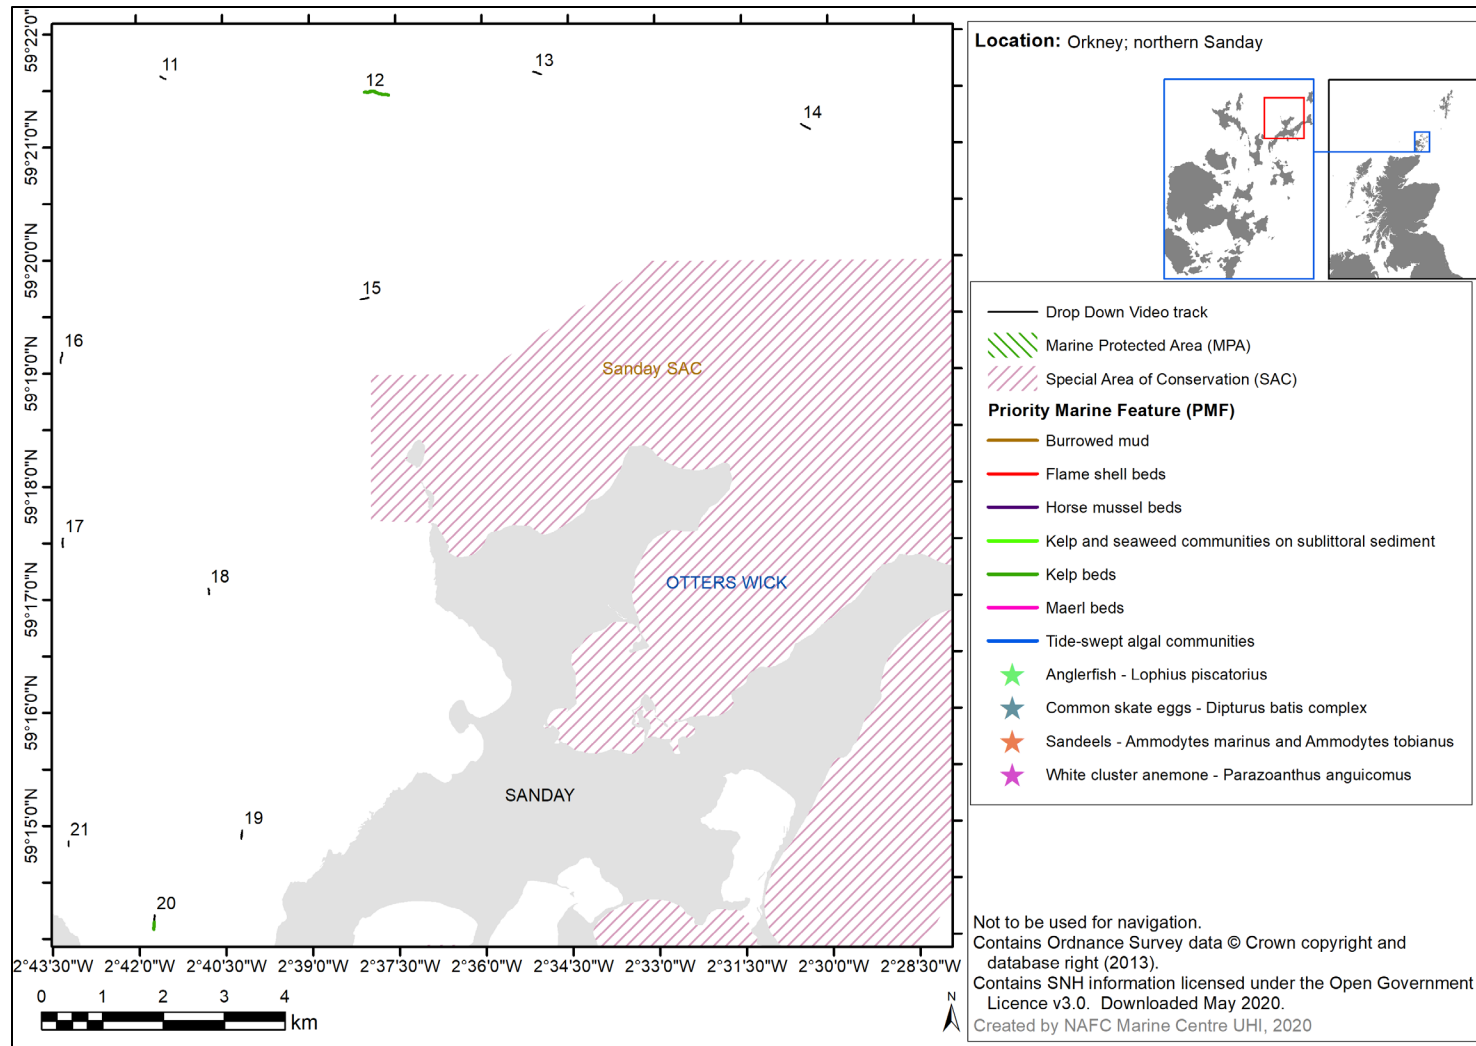 59°22'0"N
59°21'0"N
59°20'0"N
59°19'0"N
59°18'0"N
59°17'0"N
59°16'0"N
59°15'0"N
11
12
13
14
15
16
17
18
19
20
21
Sanday SAC
OTTERS WICK
SANDAY
2°43'30"W 2°42'0"W 2°40'30"W 2°39'0"W 2°37'30"W 2°36'0"W 2°34'30"W 2°33'0"W 2°31'30"W 2°30'0"W 2°28'30"W
0 1 2 3 4
km
N
Location: Orkney; northern Sanday
Drop Down Video track
Marine Protected Area (MPA)
Special Area of Conservation (SAC)
Priority Marine Feature (PMF)
Burrowed mud
Flame shell beds
Horse mussel beds
Kelp and seaweed communities on sublittoral sediment
Kelp beds
Maerl beds
Tide-swept algal communities
Anglerfish - Lophius piscatorius
Common skate eggs - Dipturus batis complex
Sandeels - Ammodytes marinus and Ammodytes tobianus
White cluster anemone - Parazoanthus anguicomus
Not to be used for navigation.
Contains Ordnance Survey data © Crown copyright and
database right (2013).
Contains SNH information licensed under the Open Government
Licence v3.0.  Downloaded May 2020.
Created by NAFC Marine Centre UHI, 2020